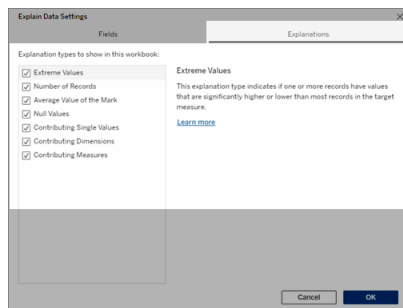 Explain Data Settings
Fields
Explanations
Explanation types to show in this workbook:
Extreme Values
Number of Records
Average Value of the Mark
Null Values
Contributing Single Values
Contributing Dimensions
Contributing Measures
Extreme Values
This explanation type indicates if one or more records have values
that are significantly higher or lower than most records in the target
measure.
Learn more
Cancel
OK